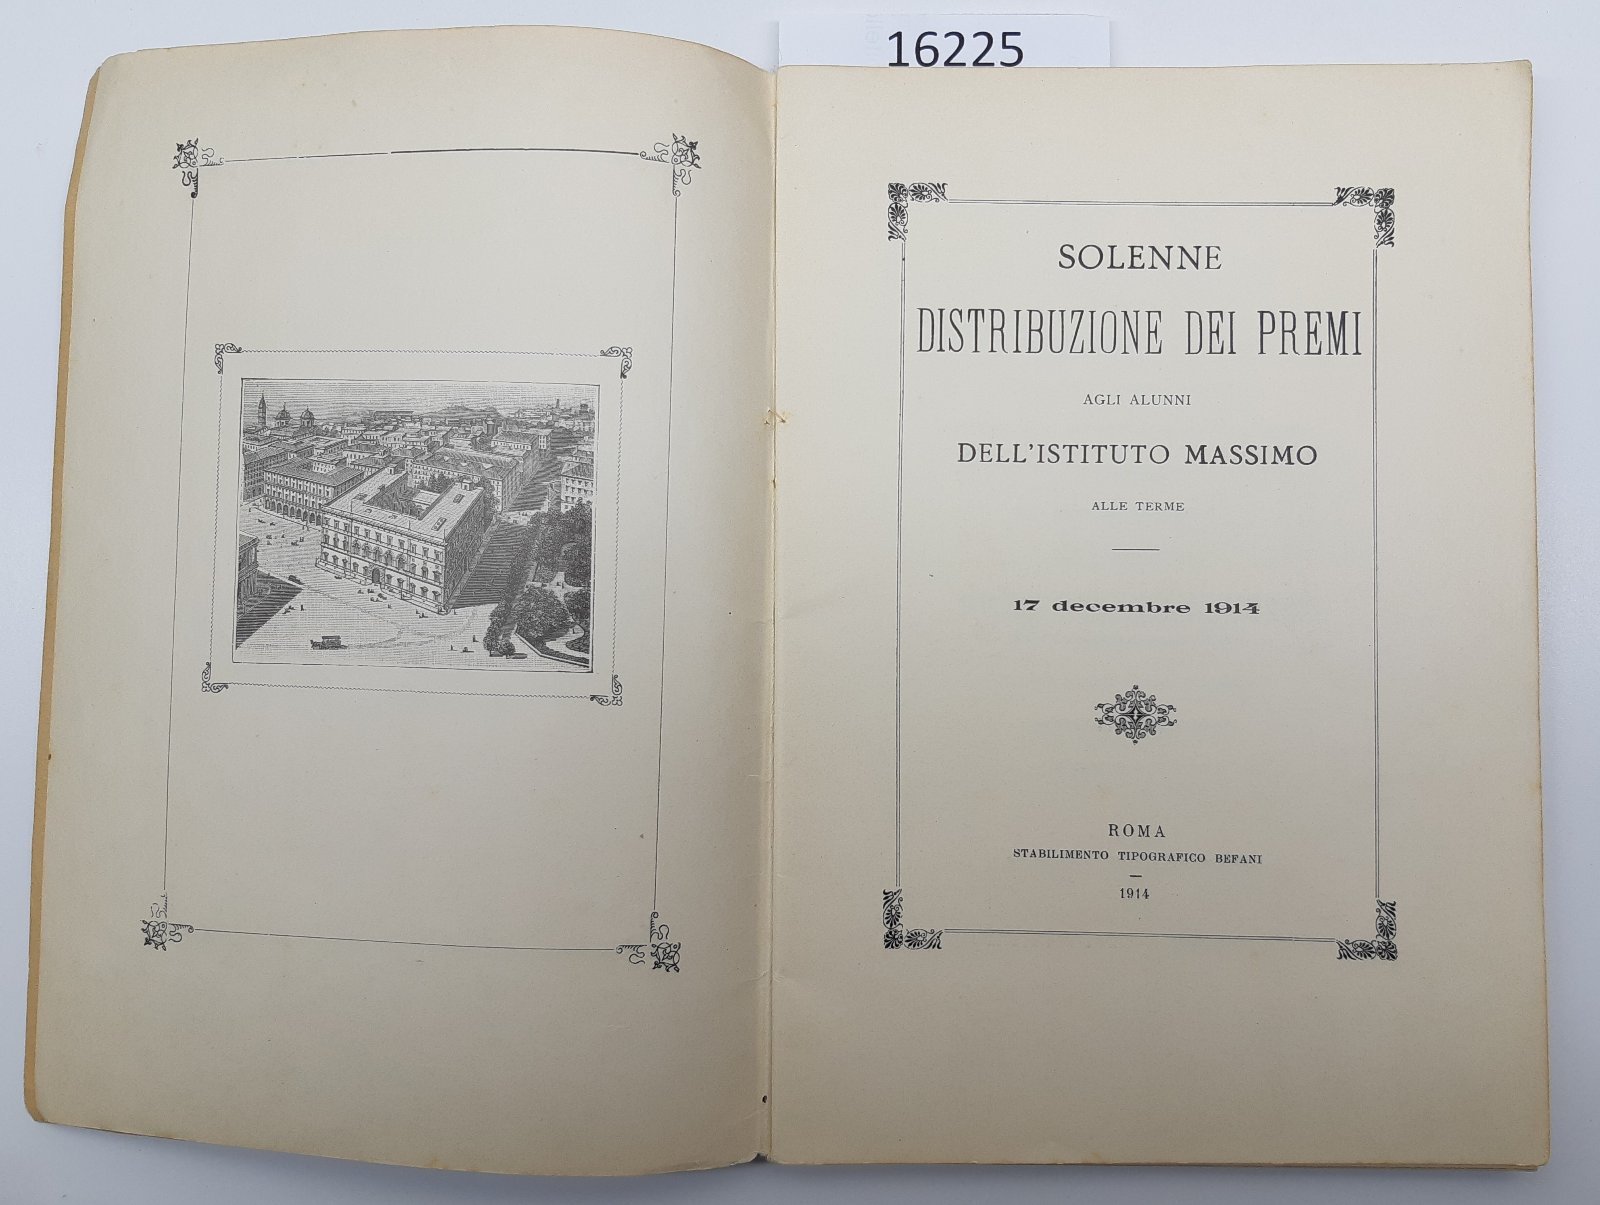 16225
SOLENNE
DISTRIBUZIONE DEI PREMI
AGLI ALUNNI
DELL'ISTITUTO MASSIMO
ALLE TERME
17 decembre 1914
ROMA
STABILIMENTO TIPOGRAFICO BEFANI
1914